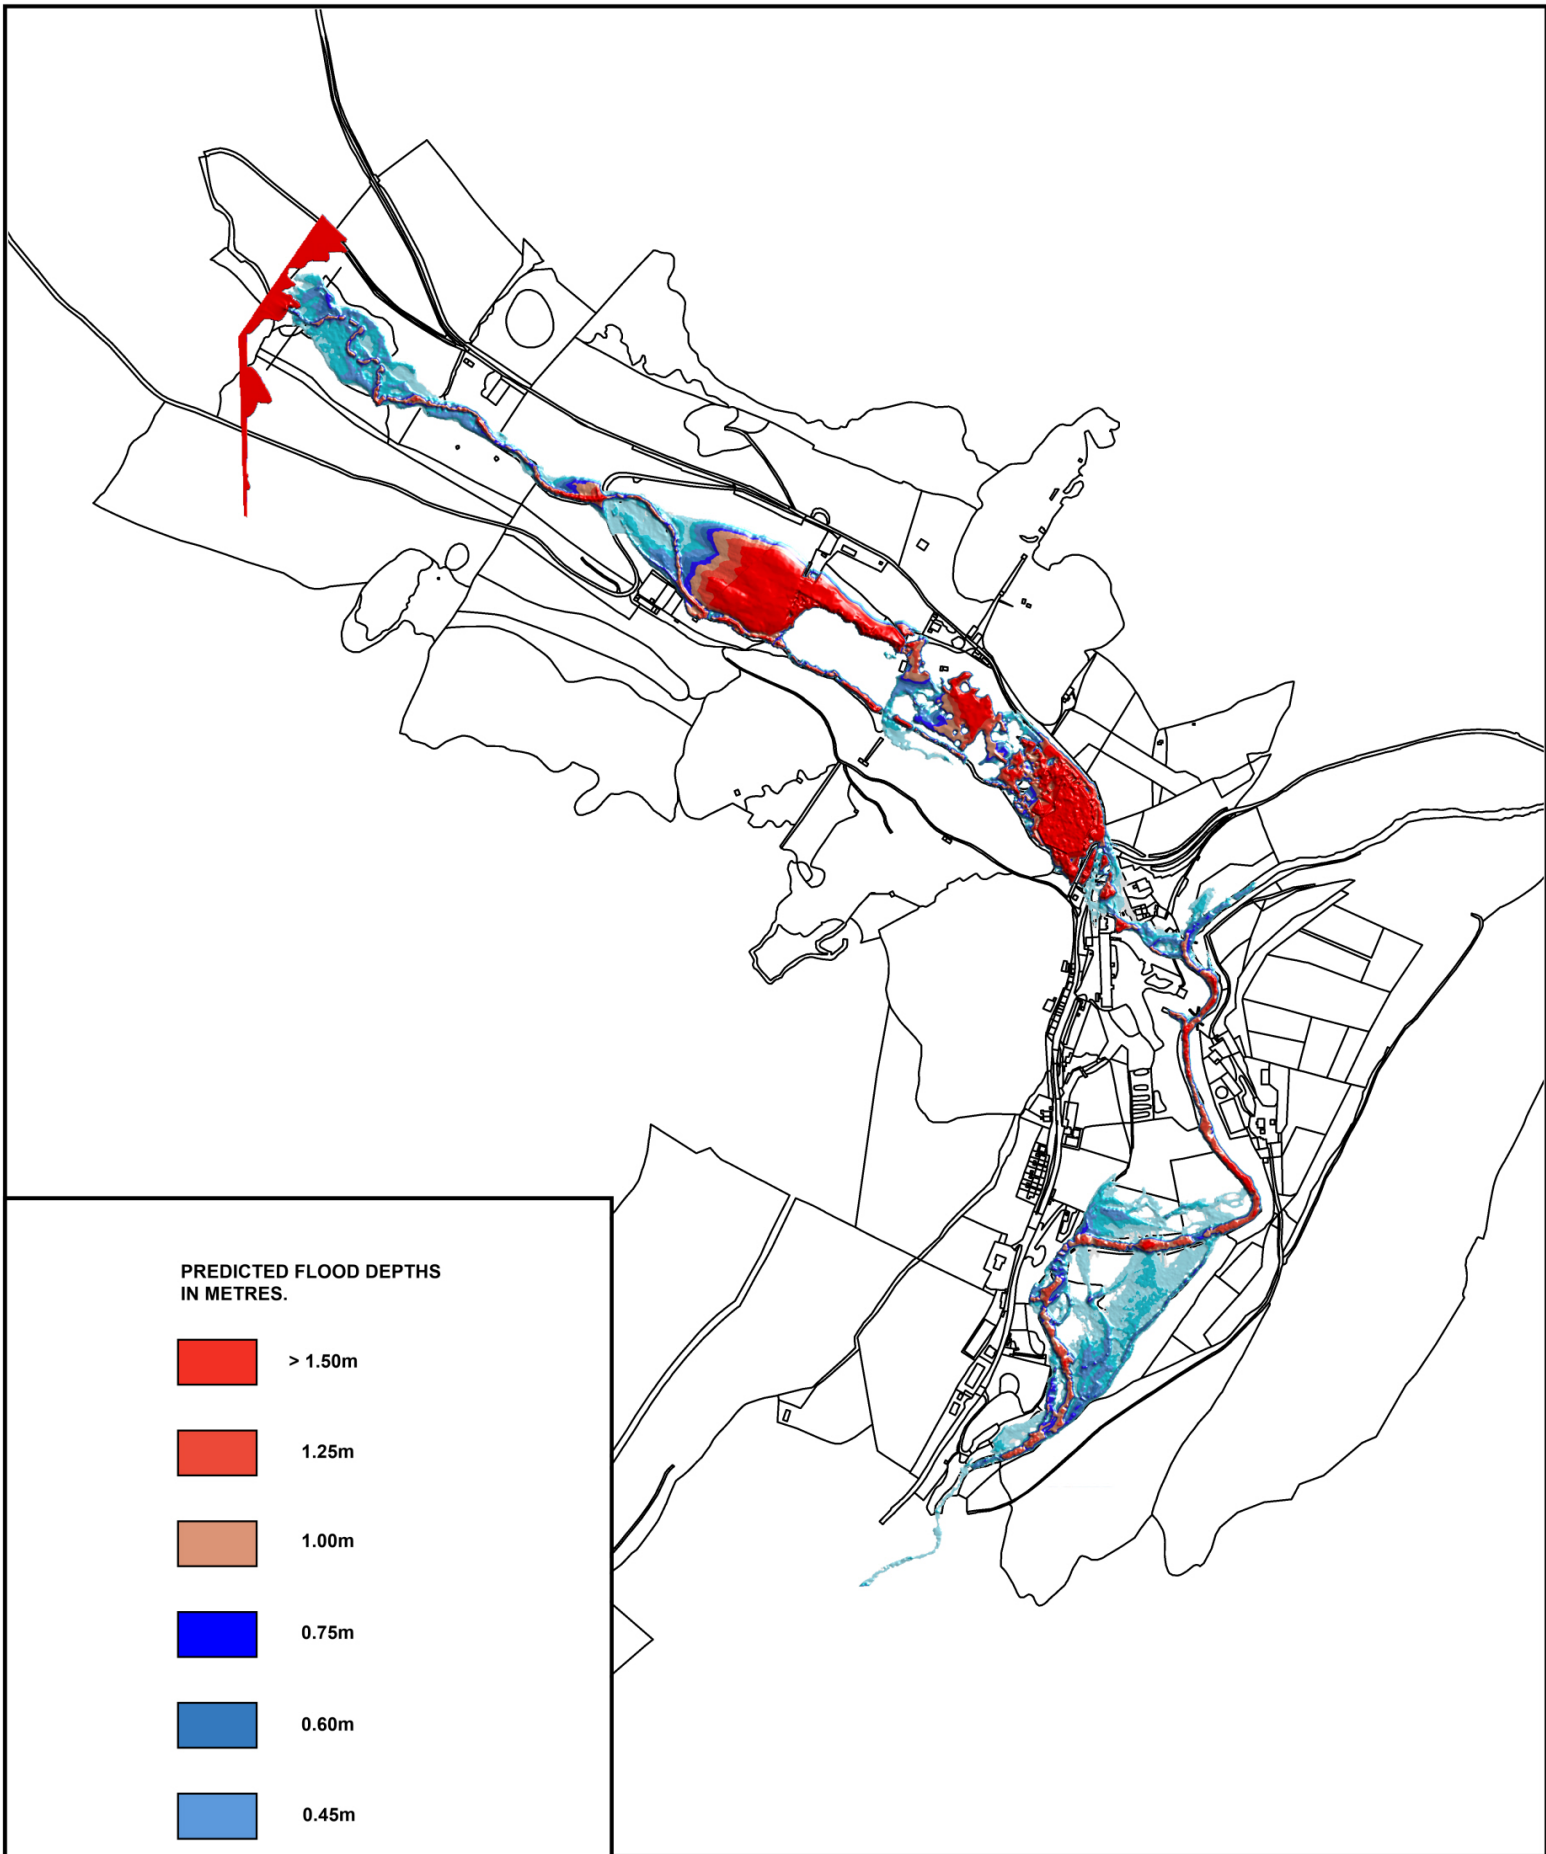 PREDICTED FLOOD DEPTHS
IN METRES.
> 1.50m
1.25m
1.00m
0.75m
0.60m
0.45m